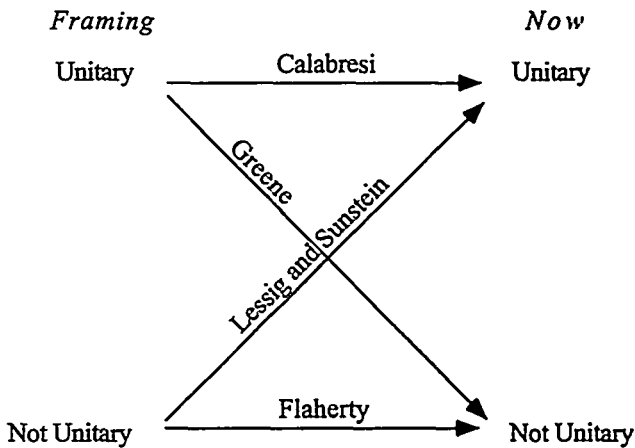 Framing Now
Unitary Calabresi Unitary
Greene
Lessig and Sunstein
Flaherty
Not Unitary Not Unitary